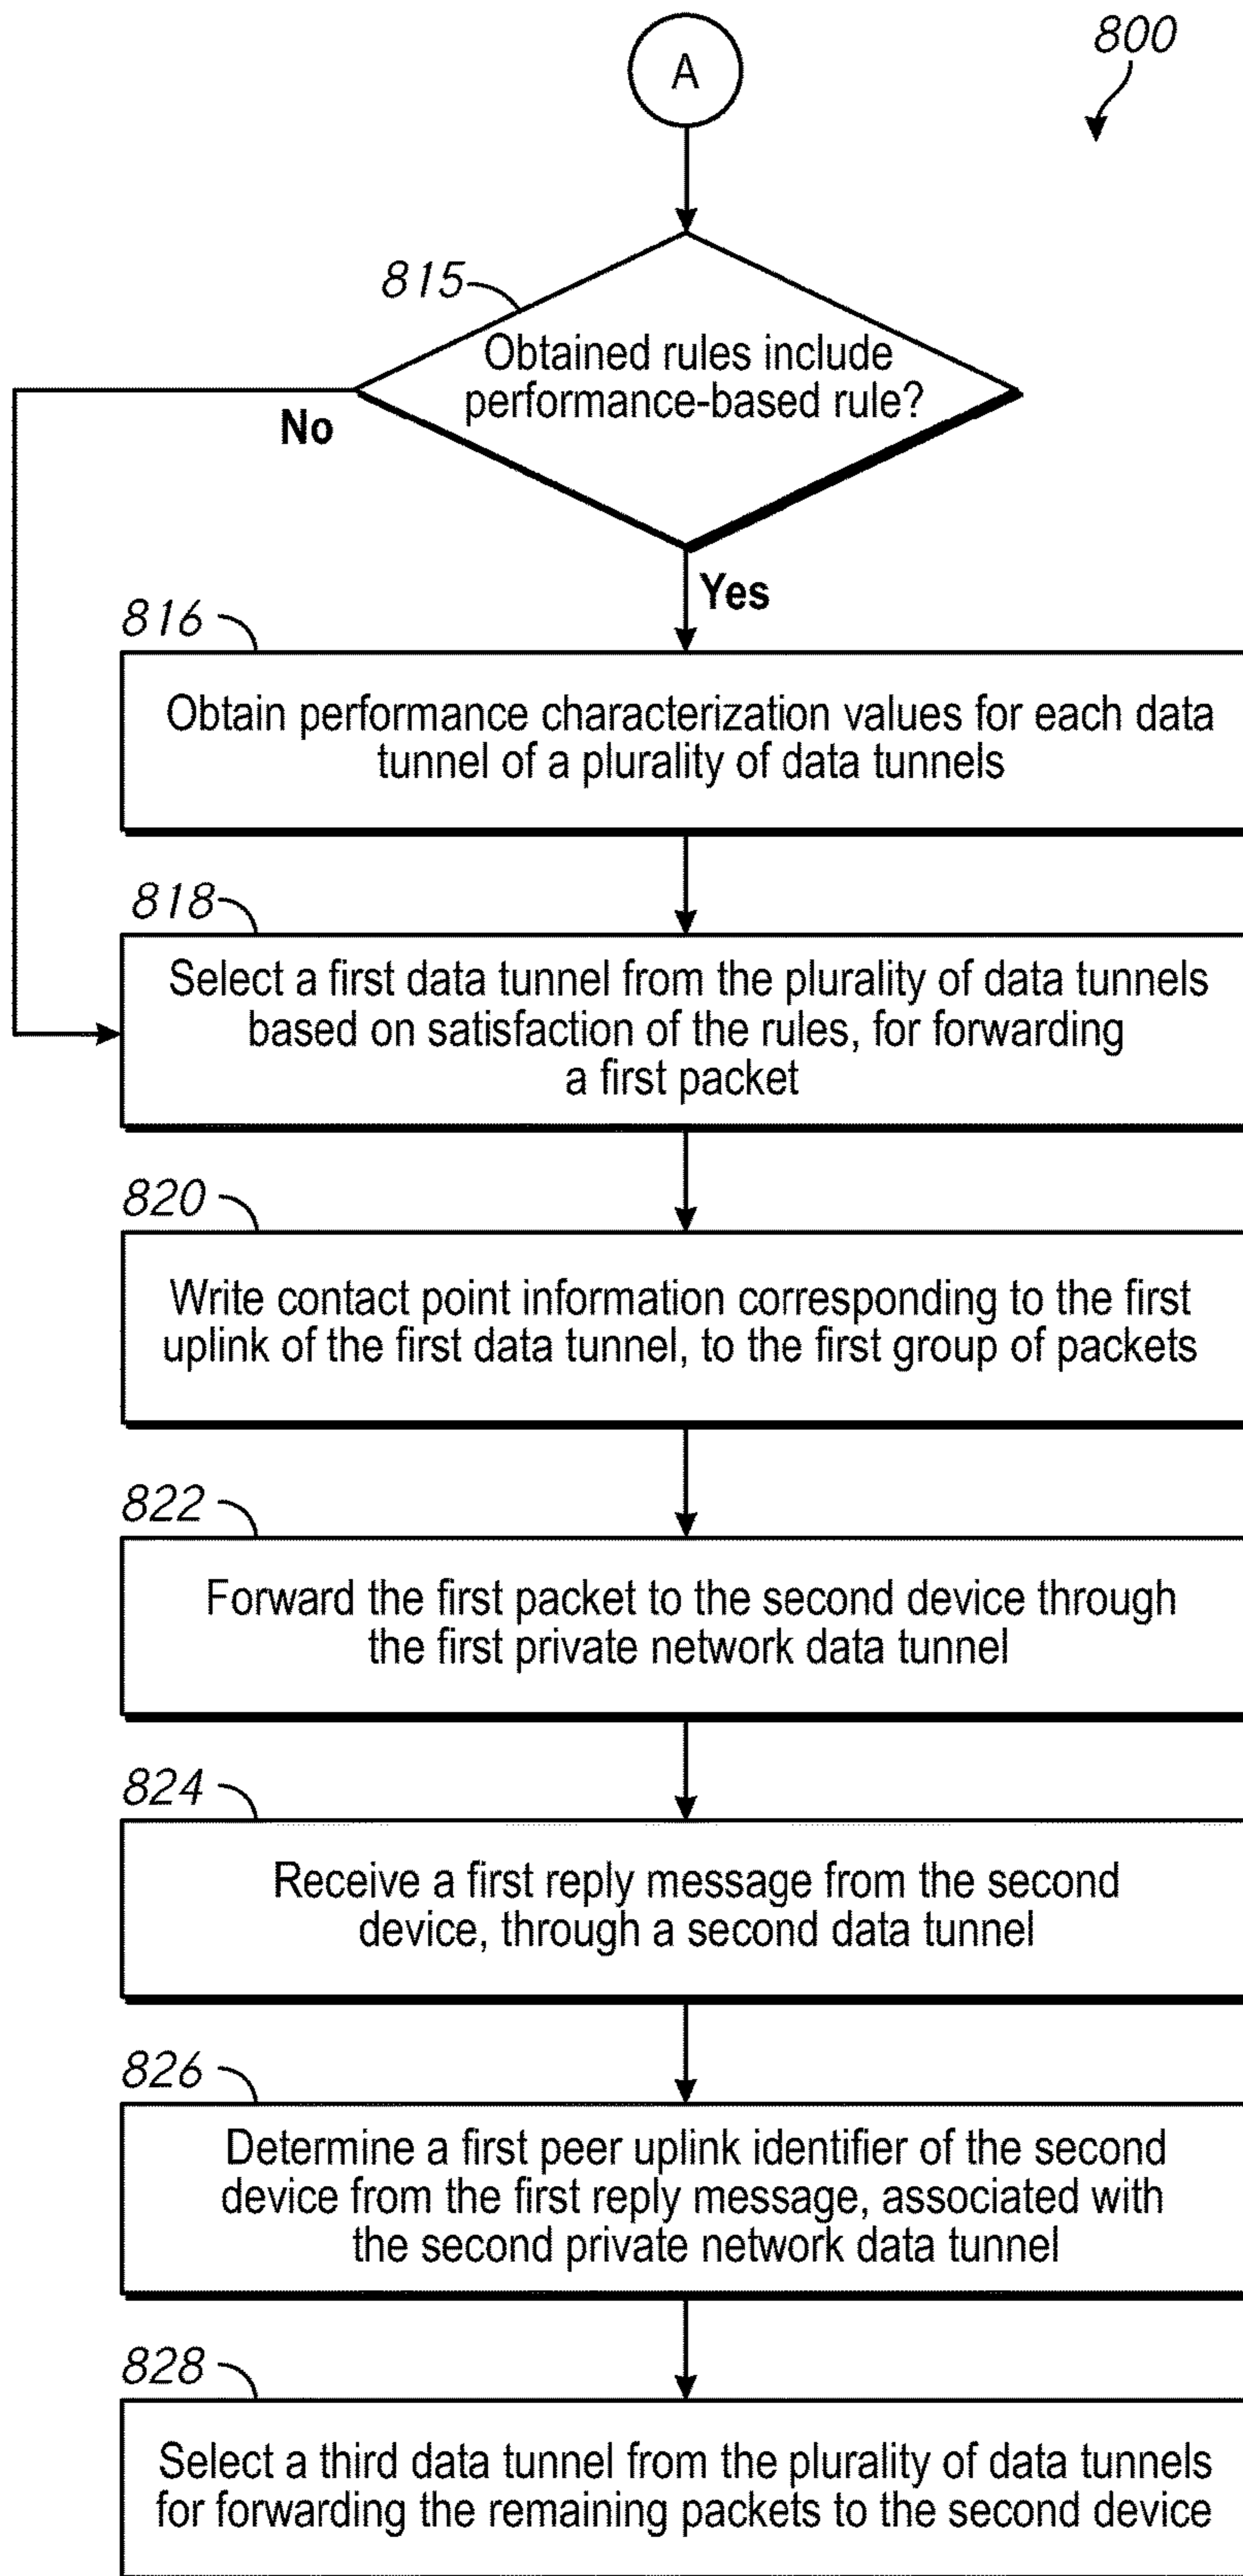 A
800
815
Obtained rules include
performance-based rule?
No
Yes
816
Obtain performance characterization values for each data
tunnel of a plurality of data tunnels
818
Select a first data tunnel from the plurality of data tunnels
based on satisfaction of the rules, for forwarding
a first packet
820
Write contact point information corresponding to the first
uplink of the first data tunnel, to the first group of packets
822
Forward the first packet to the second device through
the first private network data tunnel
824
Receive a first reply message from the second
device, through a second data tunnel
826
Determine a first peer uplink identifier of the second
device from the first reply message, associated with
the second private network data tunnel
828
Select a third data tunnel from the plurality of data tunnels
for forwarding the remaining packets to the second device